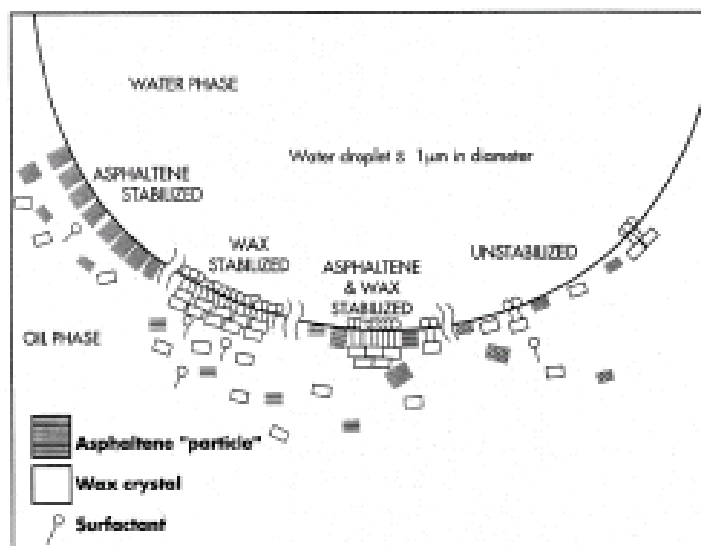 WATER PHASE
Water droplet ≥ 1μm in diameter
ASPHALTENE
STABILIZED
WAX
STABILIZED
ASPHALTENE
& WAX
STABILIZED
UNSTABILIZED
OIL PHASE
Asphaltene "particle"
Wax crystal
Surfactant